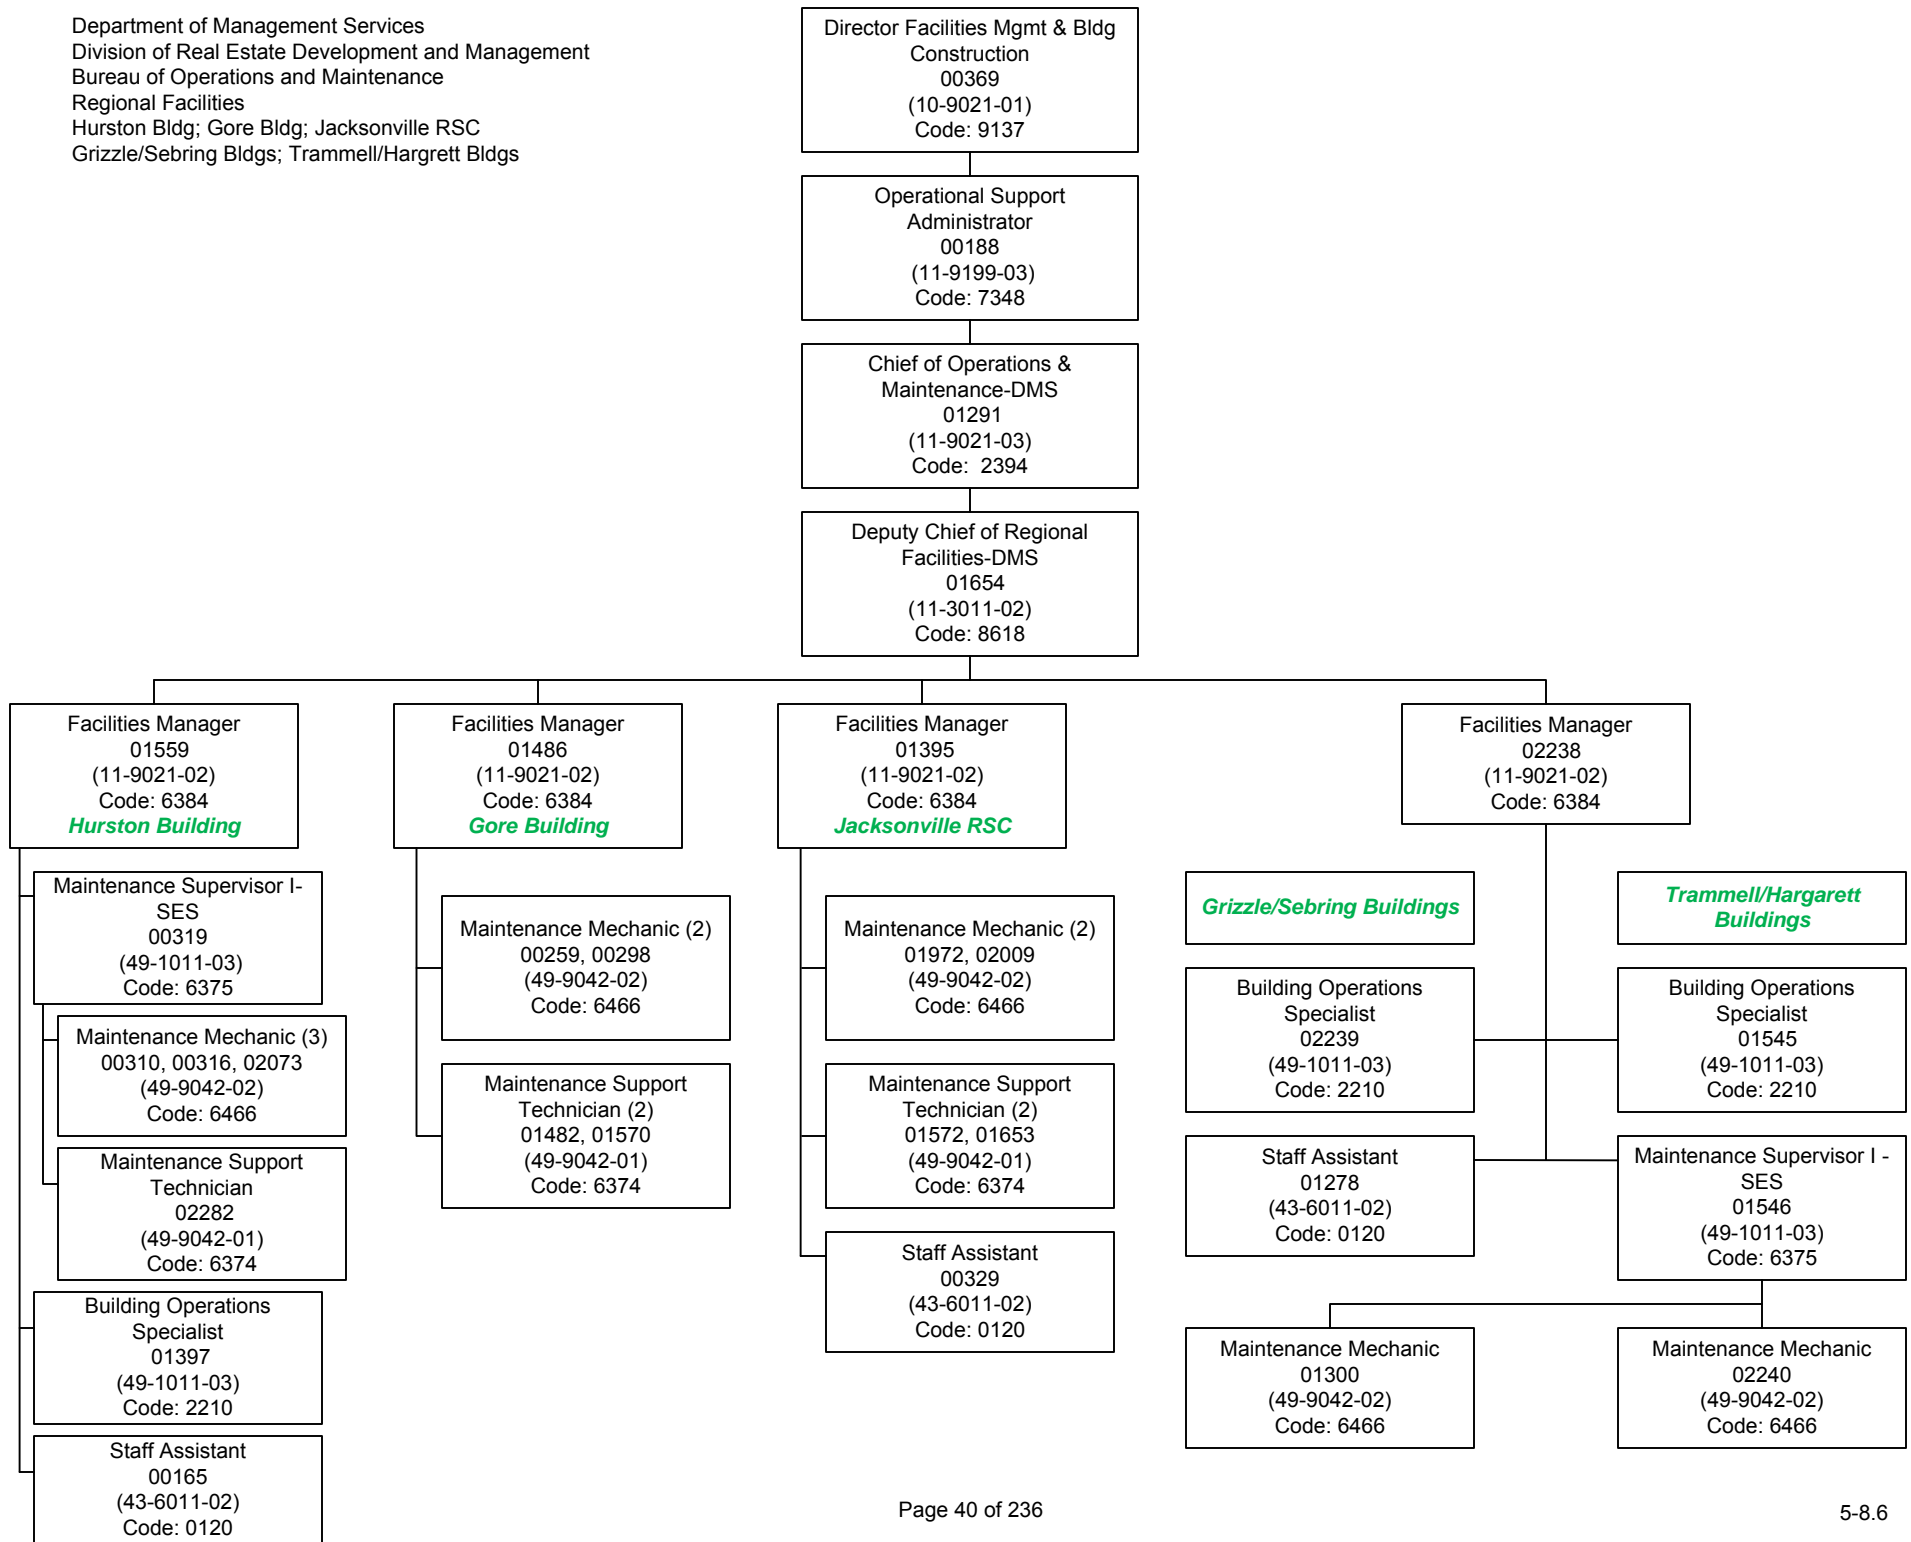 Department of Management Services
Division of Real Estate Development and Management
Bureau of Operations and Maintenance
Regional Facilities
Hurston Bldg; Gore Bldg; Jacksonville RSC
Grizzle/Sebring Bldgs; Trammell/Hargrett Bldgs
Director Facilities Mgmt & Bldg
Construction
00369
(10-9021-01)
Code: 9137
Operational Support
Administrator
00188
(11-9199-03)
Code: 7348
Chief of Operations &
Maintenance-DMS
01291
(11-9021-03)
Code:  2394
Deputy Chief of Regional
Facilities-DMS
01654
(11-3011-02)
Code: 8618
Facilities Manager
01559
(11-9021-02)
Code: 6384
Hurston Building
Maintenance Supervisor I-
SES
00319
(49-1011-03)
Code: 6375
Maintenance Mechanic (3)
00310, 00316, 02073
(49-9042-02)
Code: 6466
Maintenance Support
Technician
02282
(49-9042-01)
Code: 6374
Building Operations
Specialist
01397
(49-1011-03)
Code: 2210
Staff Assistant
00165
(43-6011-02)
Code: 0120
Facilities Manager
01486
(11-9021-02)
Code: 6384
Gore Building
Maintenance Mechanic (2)
00259, 00298
(49-9042-02)
Code: 6466
Maintenance Support
Technician (2)
01482, 01570
(49-9042-01)
Code: 6374
Facilities Manager
01395
(11-9021-02)
Code: 6384
Jacksonville RSC
Maintenance Mechanic (2)
01972, 02009
(49-9042-02)
Code: 6466
Maintenance Support
Technician (2)
01572, 01653
(49-9042-01)
Code: 6374
Staff Assistant
00329
(43-6011-02)
Code: 0120
Facilities Manager
02238
(11-9021-02)
Code: 6384
Grizzle/Sebring Buildings
Building Operations
Specialist
02239
(49-1011-03)
Code: 2210
Staff Assistant
01278
(43-6011-02)
Code: 0120
Trammell/Hargarett
Buildings
Building Operations
Specialist
01545
(49-1011-03)
Code: 2210
Maintenance Supervisor I -
SES
01546
(49-1011-03)
Code: 6375
Maintenance Mechanic
01300
(49-9042-02)
Code: 6466
Maintenance Mechanic
02240
(49-9042-02)
Code: 6466
Page 40 of 236
5-8.6